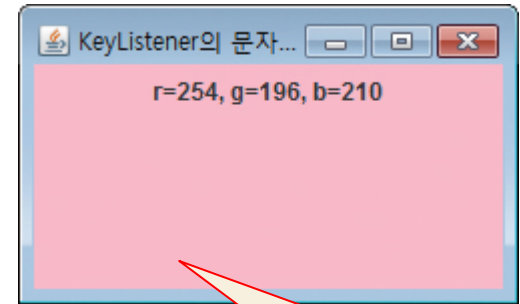 KeyListener의 문자...
r=254, g=196, b=210